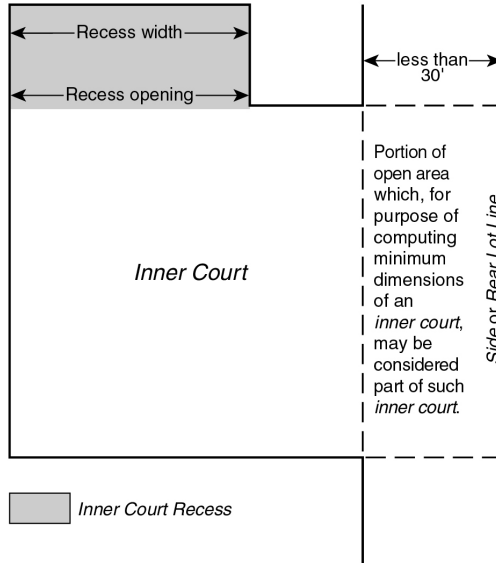 Recess width
less than
30'
Recess opening
Portion of
open area
which, for
purpose of
computing
minimum
dimensions
of an
inner court,
may be
considered
part of such
inner court.
Inner Court
Side or Rear Lot Line
Inner Court Recess